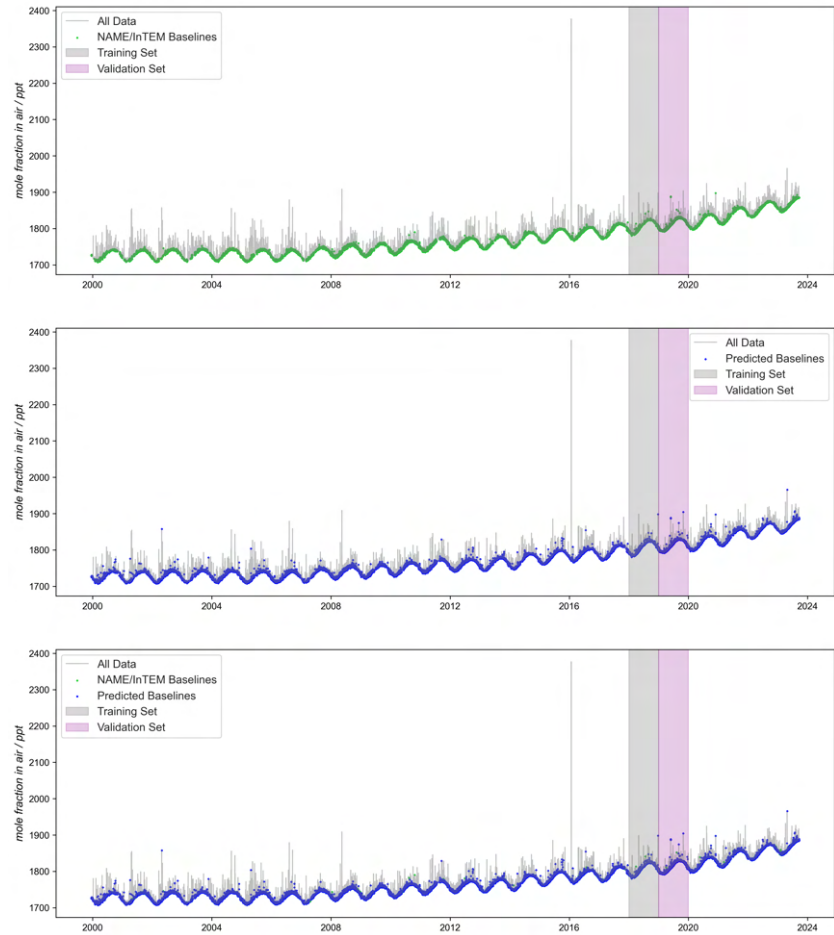 2400
2300
2200
2100
2000
1900
1800
1700
mole fraction in air / ppt
All Data
NAME/InTEM Baselines
Training Set
Validation Set
2000 2004 2008 2012 2016 2020 2024
2400
2300
2200
2100
2000
1900
1800
1700
mole fraction in air / ppt
All Data
Predicted Baselines
Training Set
Validation Set
2000 2004 2008 2012 2016 2020 2024
2400
2300
2200
2100
2000
1900
1800
1700
mole fraction in air / ppt
All Data
NAME/InTEM Baselines
Predicted Baselines
Training Set
Validation Set
2000 2004 2008 2012 2016 2020 2024